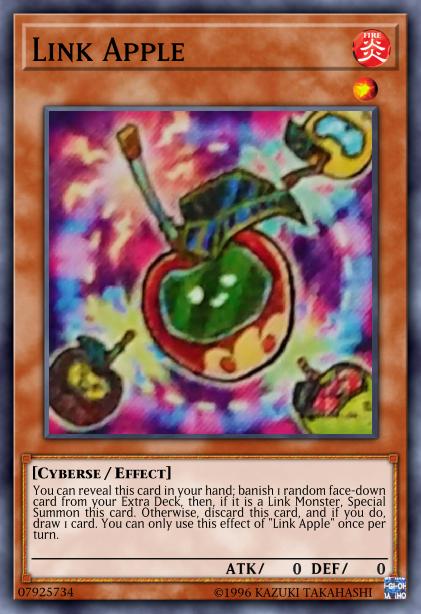 LINK APPLE
FIRE
炎
[CYBERSE / EFFECT]
You can reveal this card in your hand; banish 1 random face-down
card from your Extra Deck, then, if it is a Link Monster, Special
Summon this card. Otherwise, discard this card, and if you do,
draw 1 card. You can only use this effect of "Link Apple" once per
turn.
ATK/ 0 DEF/ 0
07925734 ©1996 KAZUKI TAKAHASHI